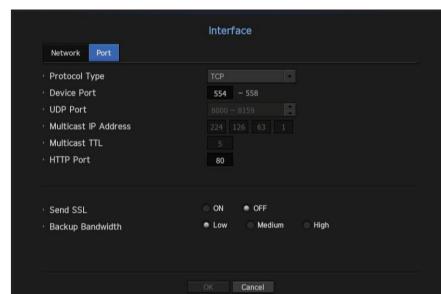 Interface
Network Port
Protocol Type TCP
Device Port 554 ~ 558
UDP Port 8000 ~ 8159
Multicast IP Address 224 126 63 1
Multicast TTL 5
HTTP Port 80
Send SSL ON OFF
Backup Bandwidth Low Medium High
OK Cancel